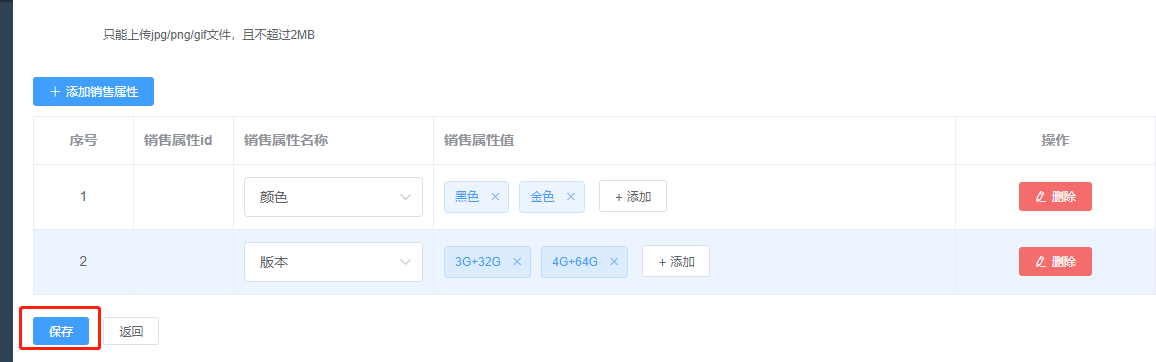 只能上传jpg/png/gif文件，且不超过2MB
+ 添加销售属性
序号 销售属性id 销售属性名称 销售属性值 操作
1 颜色 黑色 × 金色 × + 添加 删除
2 版本 3G+32G × 4G+64G × + 添加 删除
保存 返回